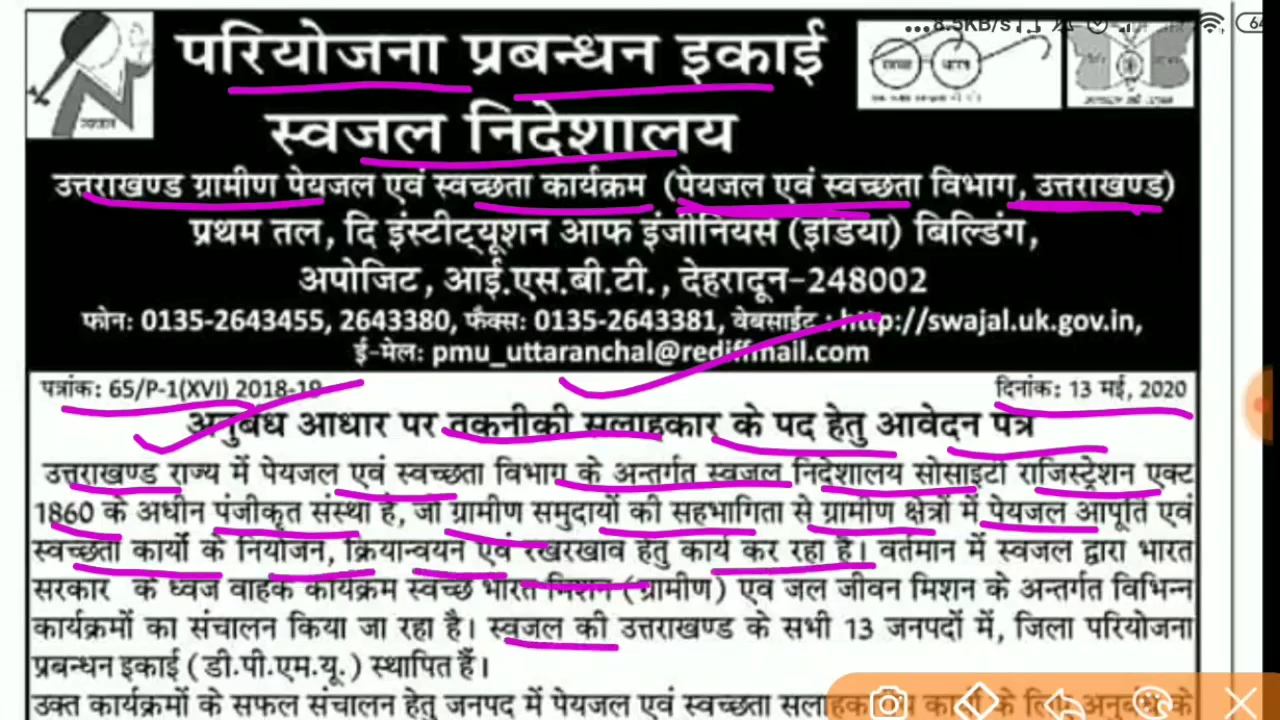 ...8.5KB/s
64
परियोजना प्रबन्धन इकाई
स्वजल
स्वच्छ भारत
स्वजल निदेशालय
उत्तराखण्ड ग्रामीण पेयजल एवं स्वच्छता कार्यक्रम (पेयजल एवं स्वच्छता विभाग, उत्तराखण्ड)
प्रथम तल, दि इंस्टीट्यूशन आफ इंजीनियर्स (इंडिया) बिल्डिंग,
अपोजिट, आई.एस.बी.टी., देहरादून-248002
फोन: 0135-2643455, 2643380, फैक्स: 0135-2643381, वेबसाईट : http://swajal.uk.gov.in,
ई-मेल: pmu_uttaranchal@rediffmail.com
पत्रांक: 65/P-1(XVI) 2018-19 दिनांक: 13 मई, 2020
अनुबंध आधार पर तकनीकी सलाहकार के पद हेतु आवेदन पत्र
उत्तराखण्ड राज्य में पेयजल एवं स्वच्छता विभाग के अन्तर्गत स्वजल निदेशालय सोसाइटी राजिस्ट्रेशन एक्ट
1860 के अधीन पंजीकृत संस्था है, जो ग्रामीण समुदायों की सहभागिता से ग्रामीण क्षेत्रों में पेयजल आपूर्ति एवं
स्वच्छता कार्यो के नियोजन, क्रियान्वयन एवं रखरखाव हेतु कार्य कर रहा है। वर्तमान में स्वजल द्वारा भारत
सरकार के ध्वज वाहक कार्यक्रम स्वच्छ भारत मिशन (ग्रामीण) एवं जल जीवन मिशन के अन्तर्गत विभिन्न
कार्यक्रमों का संचालन किया जा रहा है। स्वजल की उत्तराखण्ड के सभी 13 जनपदों में, जिला परियोजना
प्रबन्धन इकाई (डी.पी.एम.यू.) स्थापित हैं।
उक्त कार्यक्रमों के सफल संचालन हेतु जनपद में पेयजल एवं स्वच्छता के लिए अनुबंध के